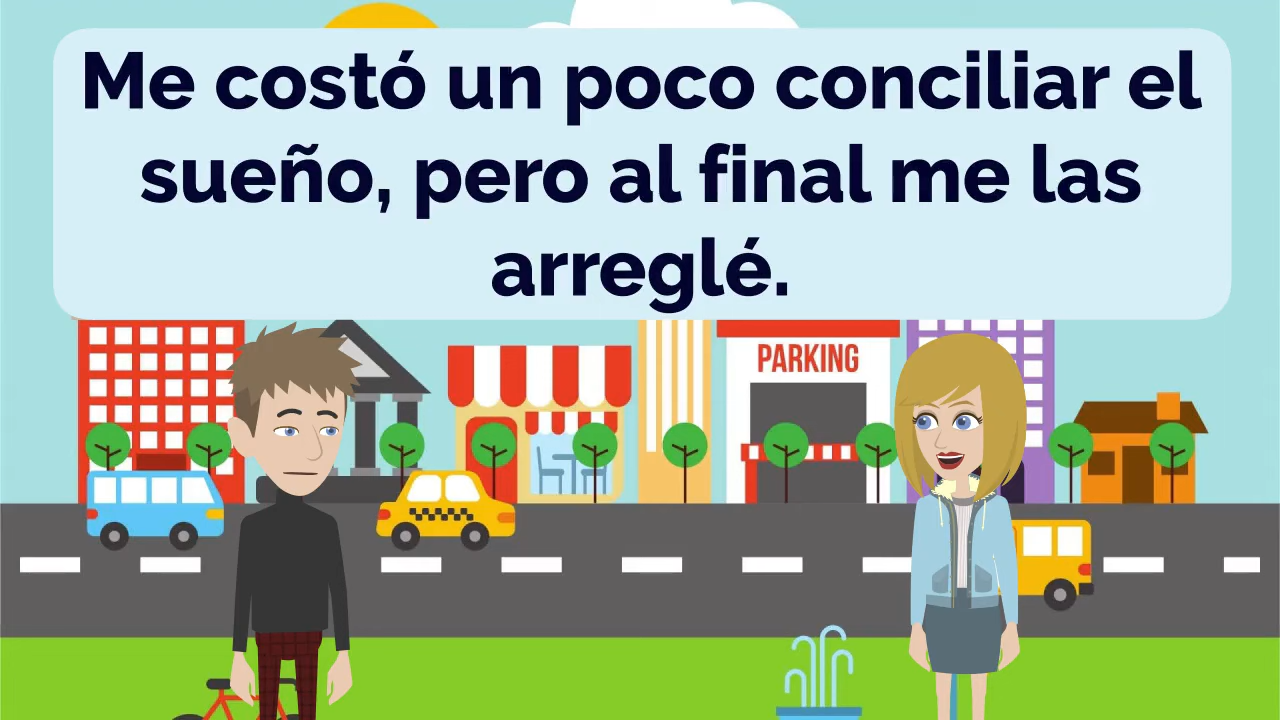 Me costó un poco conciliar el
sueño, pero al final me las
arreglé.
PARKING